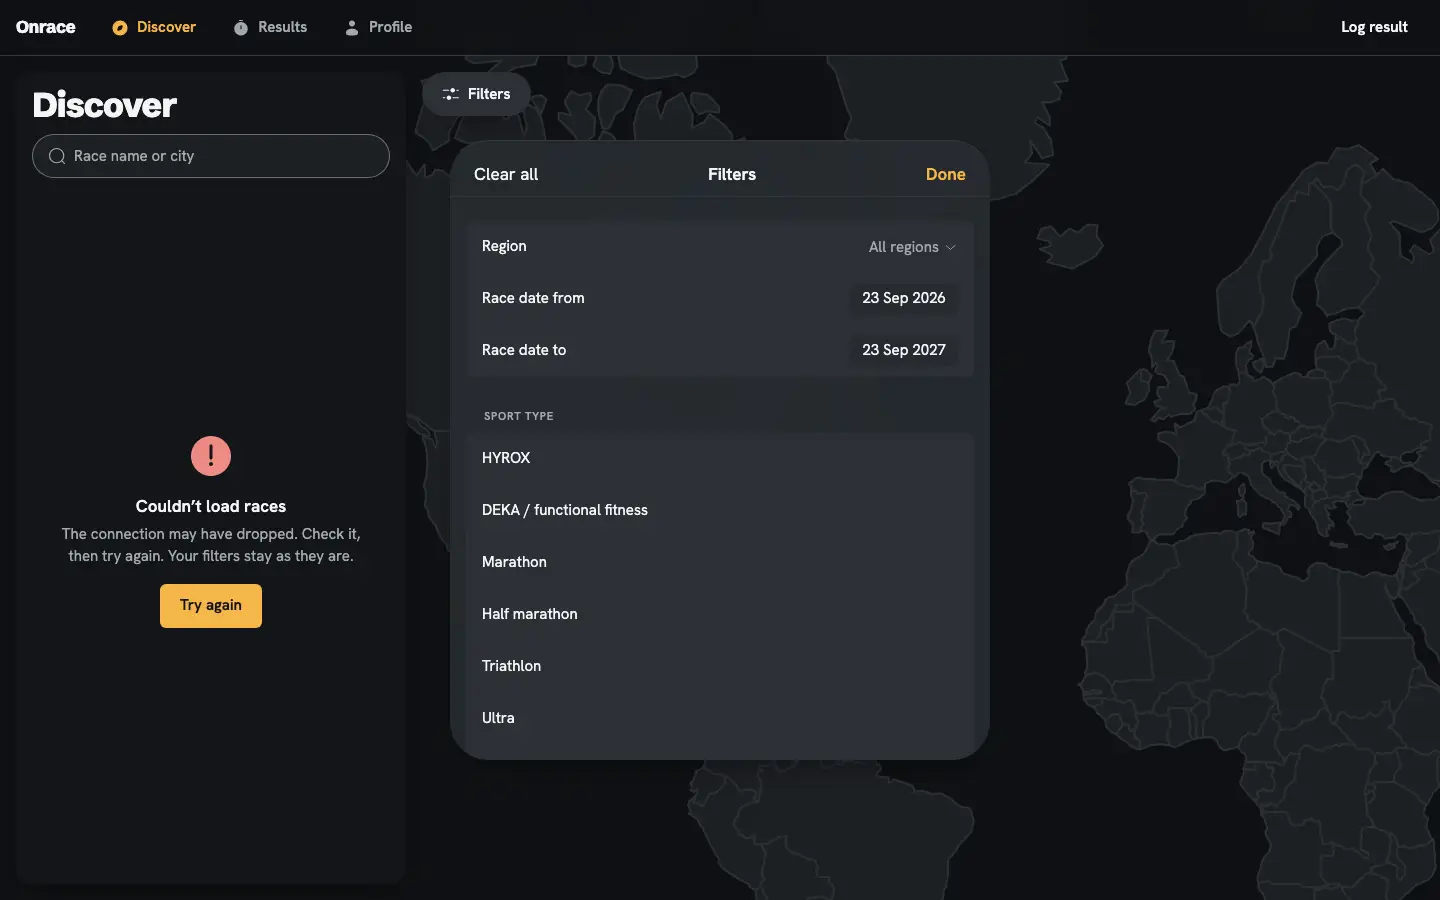 Onrace
Discover
Results
Profile
Log result
Discover
Race name or city
Couldn’t load races
The connection may have dropped. Check it,
then try again. Your filters stay as they are.
Try again
Filters
Clear all
Filters
Done
Region
All regions
Race date from
23 Sep 2026
Race date to
23 Sep 2027
SPORT TYPE
HYROX
DEKA / functional fitness
Marathon
Half marathon
Triathlon
Ultra